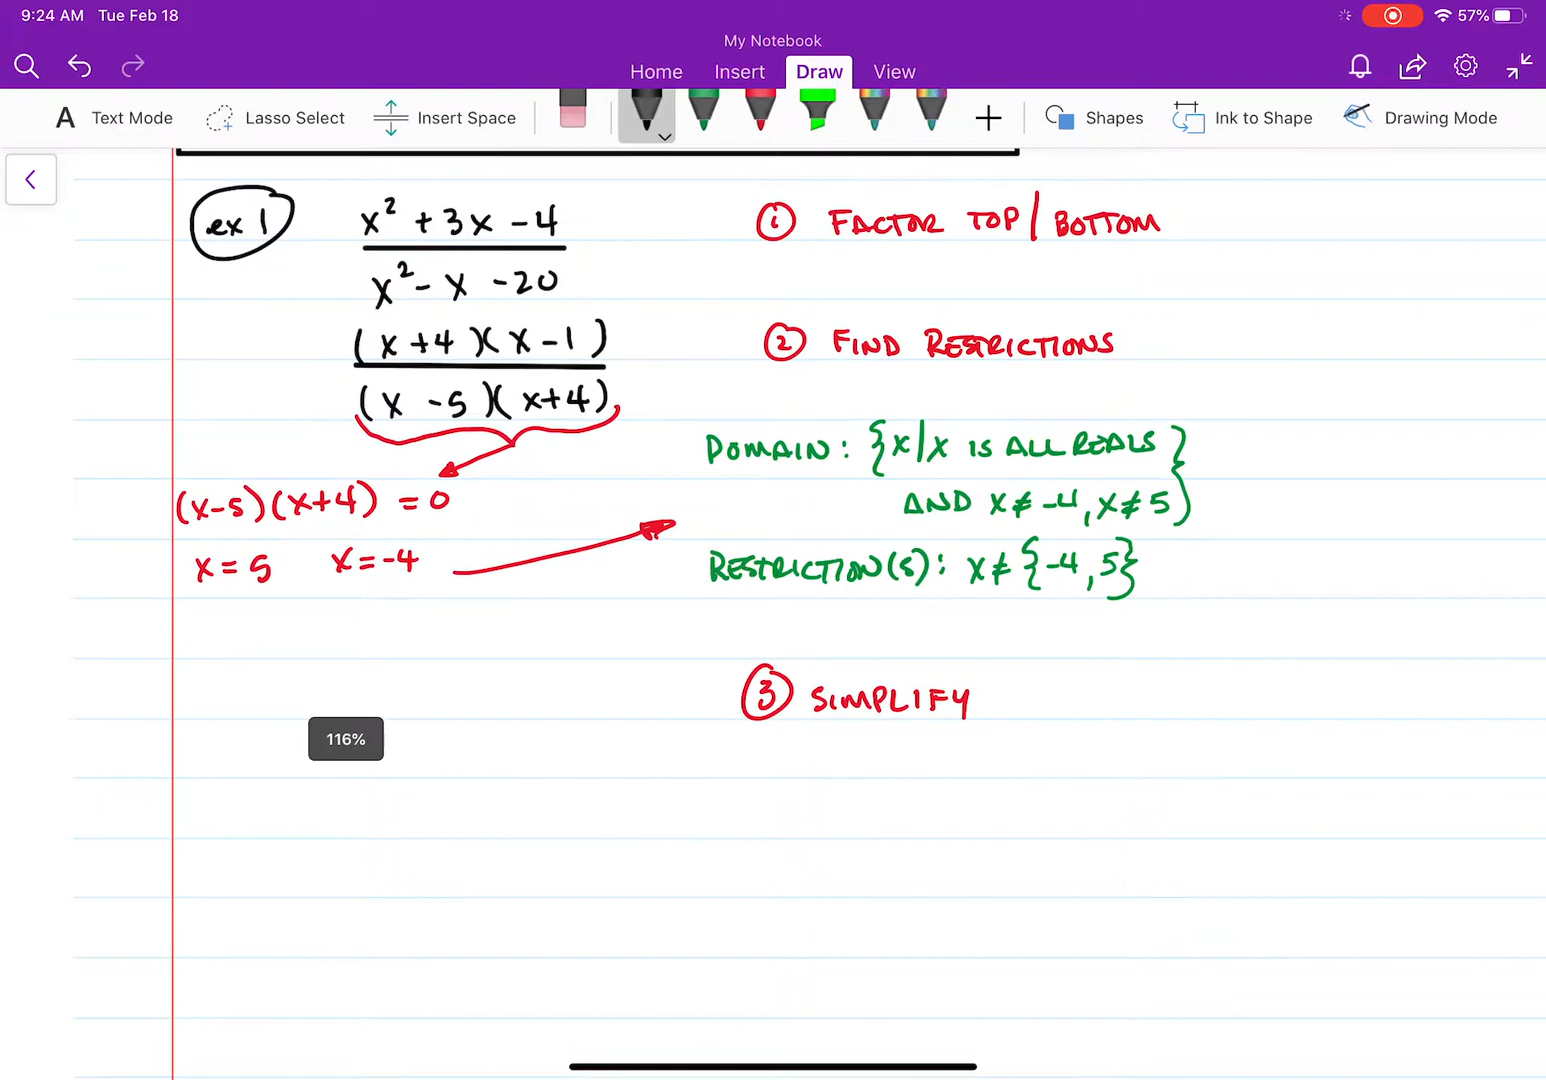 9:24 AM Tue Feb 18 57%
My Notebook
Home Insert Draw View
A Text Mode Lasso Select Insert Space Shapes Ink to Shape Drawing Mode
ex 1
x² + 3x - 4
x² - x - 20
① FACTOR TOP / BOTTOM
(x + 4)(x - 1)
(x - 5)(x + 4)
② FIND RESTRICTIONS
(x-5)(x+4) = 0
x = 5 x = -4
DOMAIN: {x | x IS ALL REALS
AND x ≠ -4, x ≠ 5}
RESTRICTION(S): x ≠ {-4, 5}
③ SIMPLIFY
116%